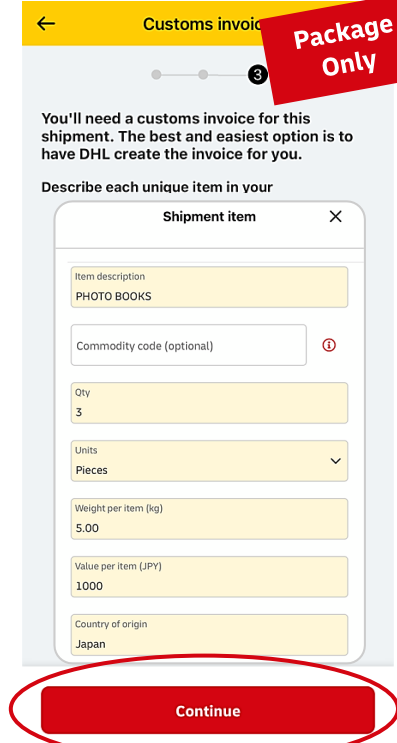 Customs invoic
Package
Only
3
You'll need a customs invoice for this
shipment. The best and easiest option is to
have DHL create the invoice for you.
Describe each unique item in your
Shipment item
Item description
PHOTO BOOKS
Commodity code (optional)
Qty
3
Units
Pieces
Weight per item (kg)
5.00
Value per item (JPY)
1000
Country of origin
Japan
Continue